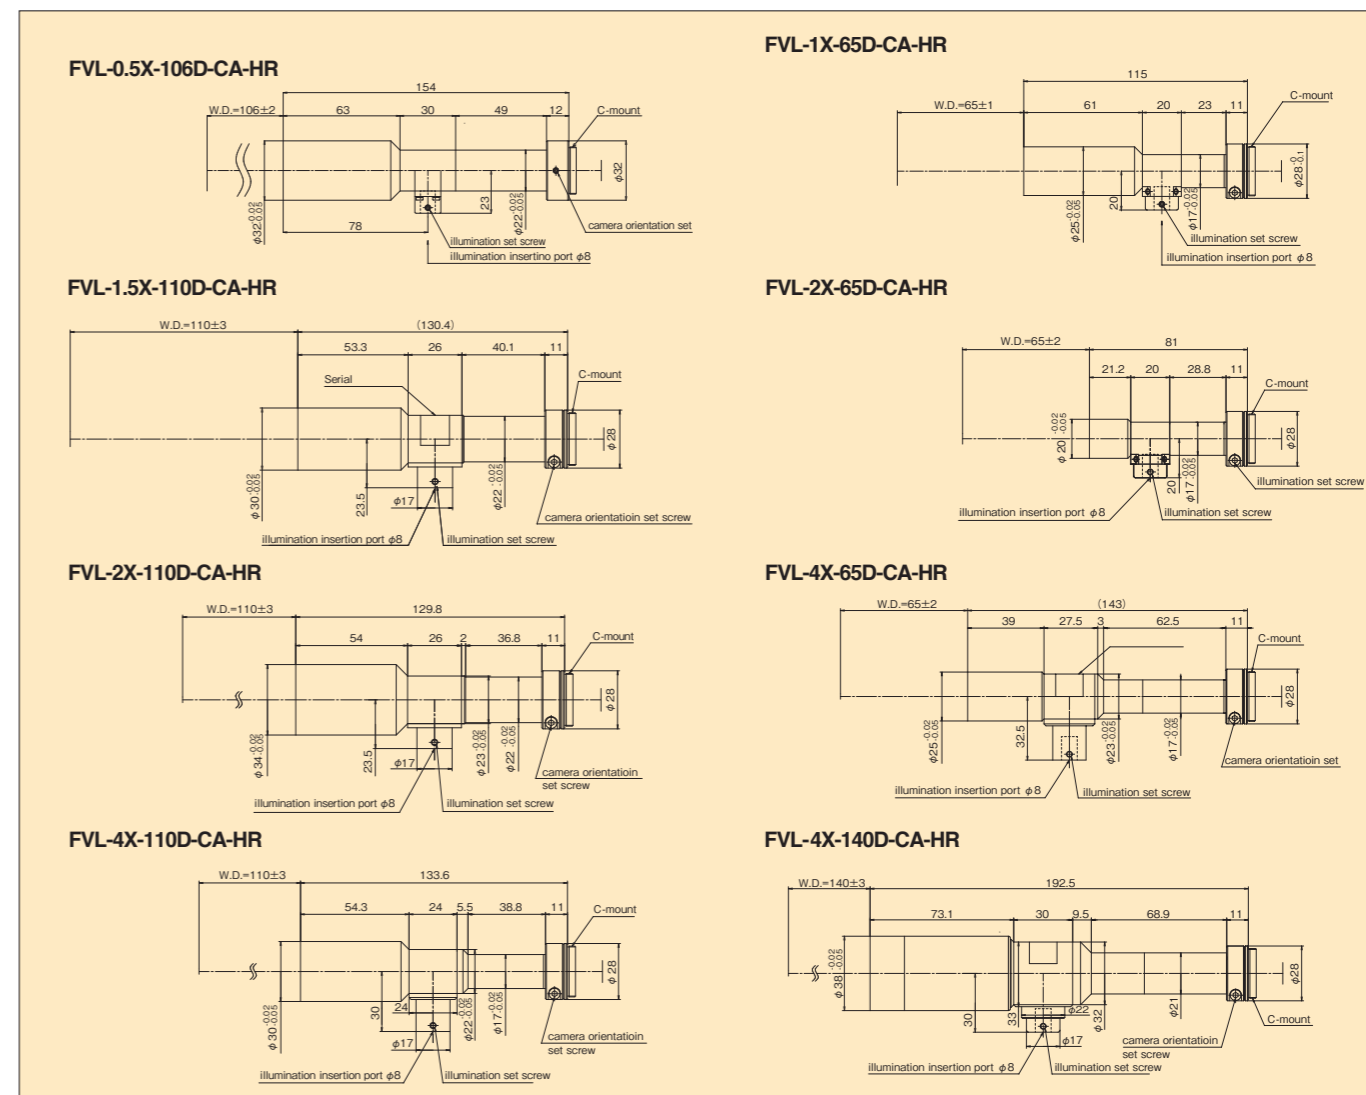 FVL-0.5X-106D-CA-HR
154
W.D.=106±2
63
30
49
12
C-mount
φ32
φ32-0.02 -0.05
23
φ22-0.02 -0.05
78
camera orientation set
illumination set screw
illumination insertino port φ8
FVL-1X-65D-CA-HR
115
W.D.=65±1
61
20
23
11
C-mount
φ28-0 -0.1
φ25-0.02 -0.05
20
φ17-0.02 -0.05
illumination set screw
illumination insertion port φ8
FVL-1.5X-110D-CA-HR
W.D.=110±3
(130.4)
53.3
26
40.1
11
Serial
C-mount
φ28
φ30-0.02 -0.05
23.5
φ17
φ22-0.02 -0.05
camera orientatioin set screw
illumination insertion port φ8
illumination set screw
FVL-2X-65D-CA-HR
W.D.=65±2
81
21.2
20
28.8
11
C-mount
φ28
φ20-0.02 -0.05
20
φ17-0.02 -0.05
illumination set screw
illumination insertion port φ8
illumination set screw
FVL-2X-110D-CA-HR
W.D.=110±3
129.8
54
26
2
36.8
11
C-mount
φ28
φ34-0.02 -0.05
23.5
φ17
φ23-0.02 -0.05
φ22-0.02 -0.05
camera orientatioin
set screw
illumination insertion port φ8
illumination set screw
FVL-4X-65D-CA-HR
W.D.=65±2
(143)
39
27.5
3
62.5
11
C-mount
φ28
φ25-0.02 -0.05
32.5
φ23-0.02 -0.05
φ17-0.02 -0.05
camera orientatioin set
illumination insertion port φ8
illumination set screw
FVL-4X-110D-CA-HR
W.D.=110±3
133.6
54.3
24
5.5
38.8
11
C-mount
φ28
φ30-0.02 -0.05
30
24
φ17
φ22-0.02 -0.05
φ17-0.02 -0.05
camera orientatioin
set screw
illumination insertion port φ8
illumination set screw
FVL-4X-140D-CA-HR
W.D.=140±3
192.5
73.1
30
9.5
68.9
11
φ38-0.02 -0.05
30
33
φ22
φ32
φ17
φ21
φ28
C-mount
camera orientatioin
set screw
illumination insertion port φ8
illumination set screw